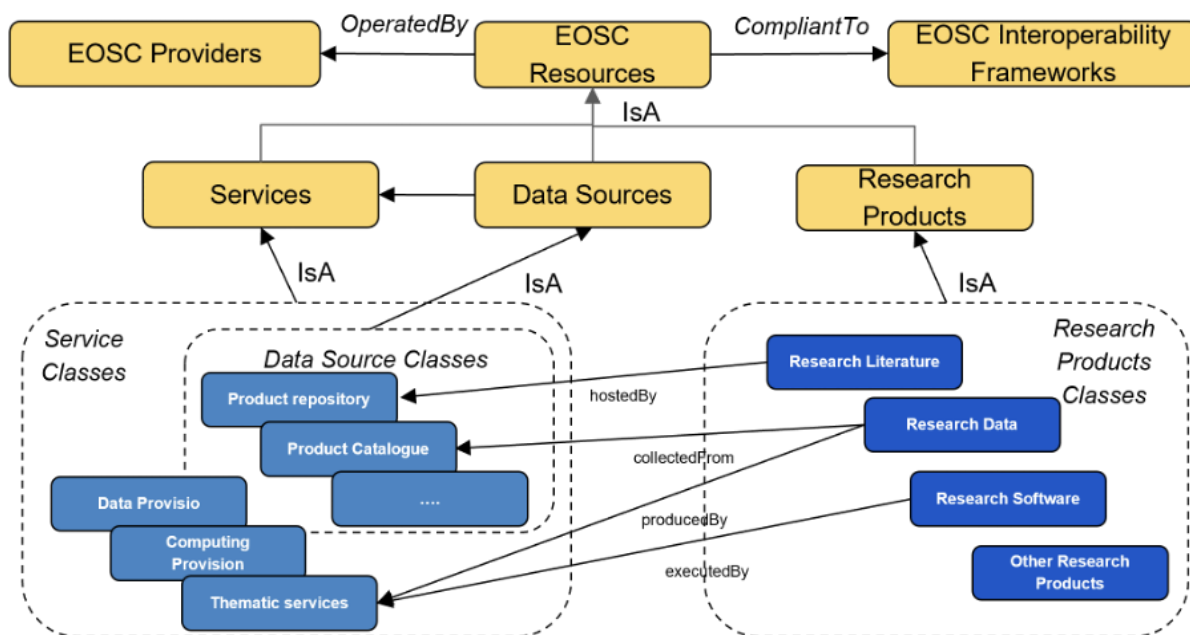 OperatedBy
CompliantTo
EOSC Providers
EOSC
Resources
EOSC Interoperability
Frameworks
IsA
Services
Data Sources
Research
Products
IsA
IsA
IsA
Service
Classes
Data Source Classes
Research
Products
Classes
Product repository
Product Catalogue
....
Data Provisio
Computing
Provision
Thematic services
hostedBy
collectedFrom
producedBy
executedBy
Research Literature
Research Data
Research Software
Other Research
Products